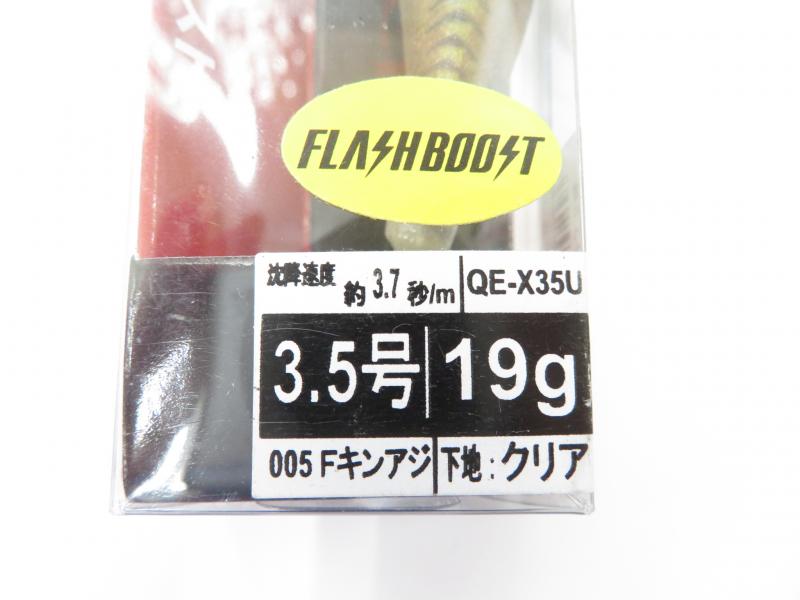 FLASHBOOST
沈降速度 約3.7秒/m QE-X35U
3.5号 19g
005 Fキンアジ 下地:クリア